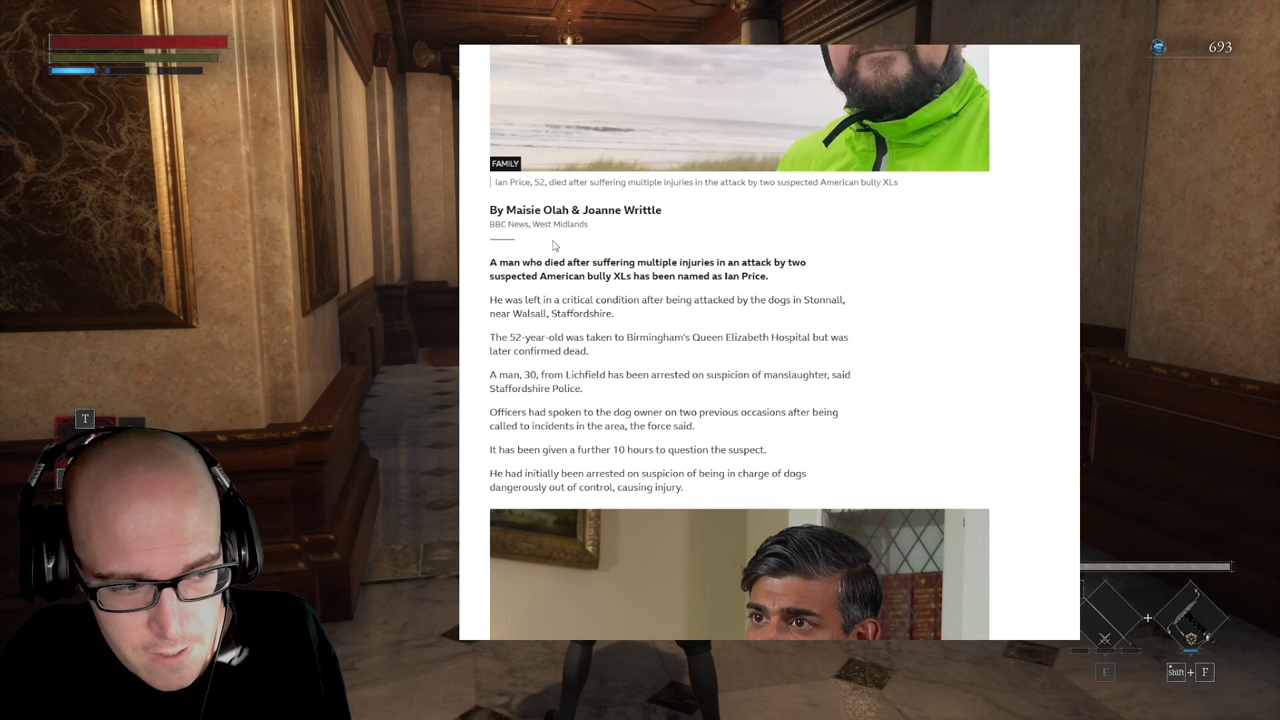 693
FAMILY
Ian Price, 52, died after suffering multiple injuries in the attack by two suspected American bully XLs
By Maisie Olah & Joanne Writtle
BBC News, West Midlands
A man who died after suffering multiple injuries in an attack by two
suspected American bully XLs has been named as Ian Price.
He was left in a critical condition after being attacked by the dogs in Stonnall,
near Walsall, Staffordshire.
The 52-year-old was taken to Birmingham's Queen Elizabeth Hospital but was
later confirmed dead.
A man, 30, from Lichfield has been arrested on suspicion of manslaughter, said
Staffordshire Police.
Officers had spoken to the dog owner on two previous occasions after being
called to incidents in the area, the force said.
It has been given a further 10 hours to question the suspect.
He had initially been arrested on suspicion of being in charge of dogs
dangerously out of control, causing injury.
T
+
F
Shift + F